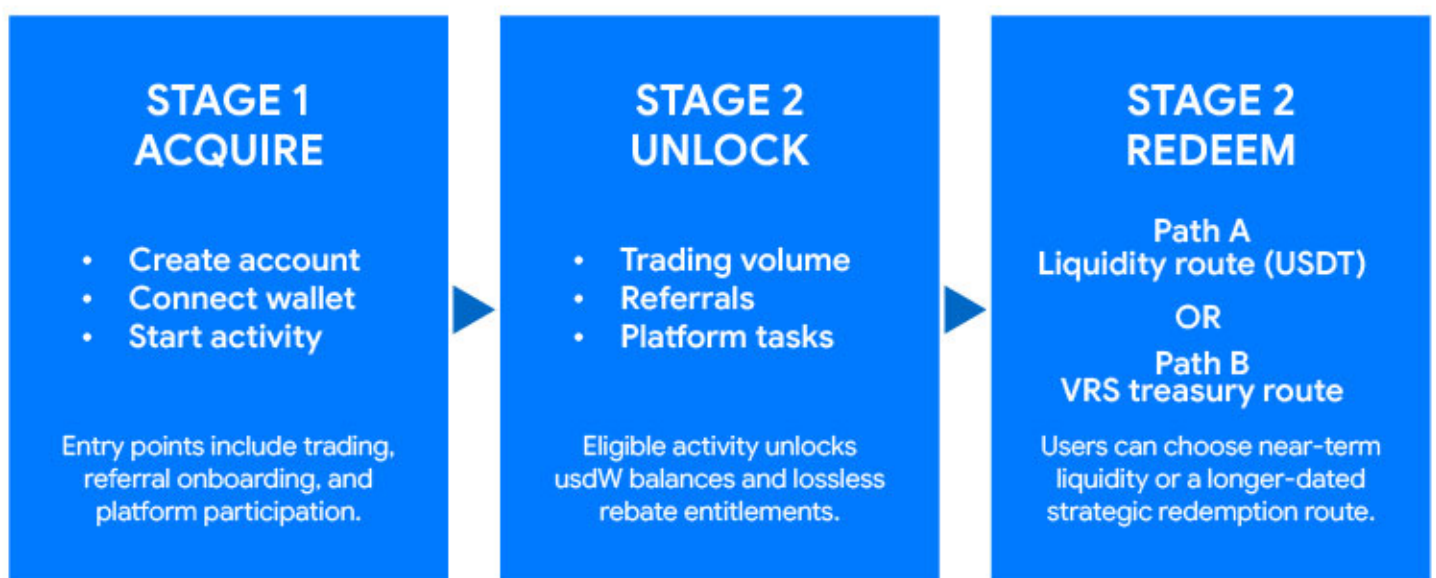 STAGE 1
ACQUIRE
• Create account
• Connect wallet
• Start activity
Entry points include trading,
referral onboarding, and
platform participation.
STAGE 2
UNLOCK
• Trading volume
• Referrals
• Platform tasks
Eligible activity unlocks
usdW balances and lossless
rebate entitlements.
STAGE 2
REDEEM
Path A
Liquidity route (USDT)
OR
Path B
VRS treasury route
Users can choose near-term
liquidity or a longer-dated
strategic redemption route.